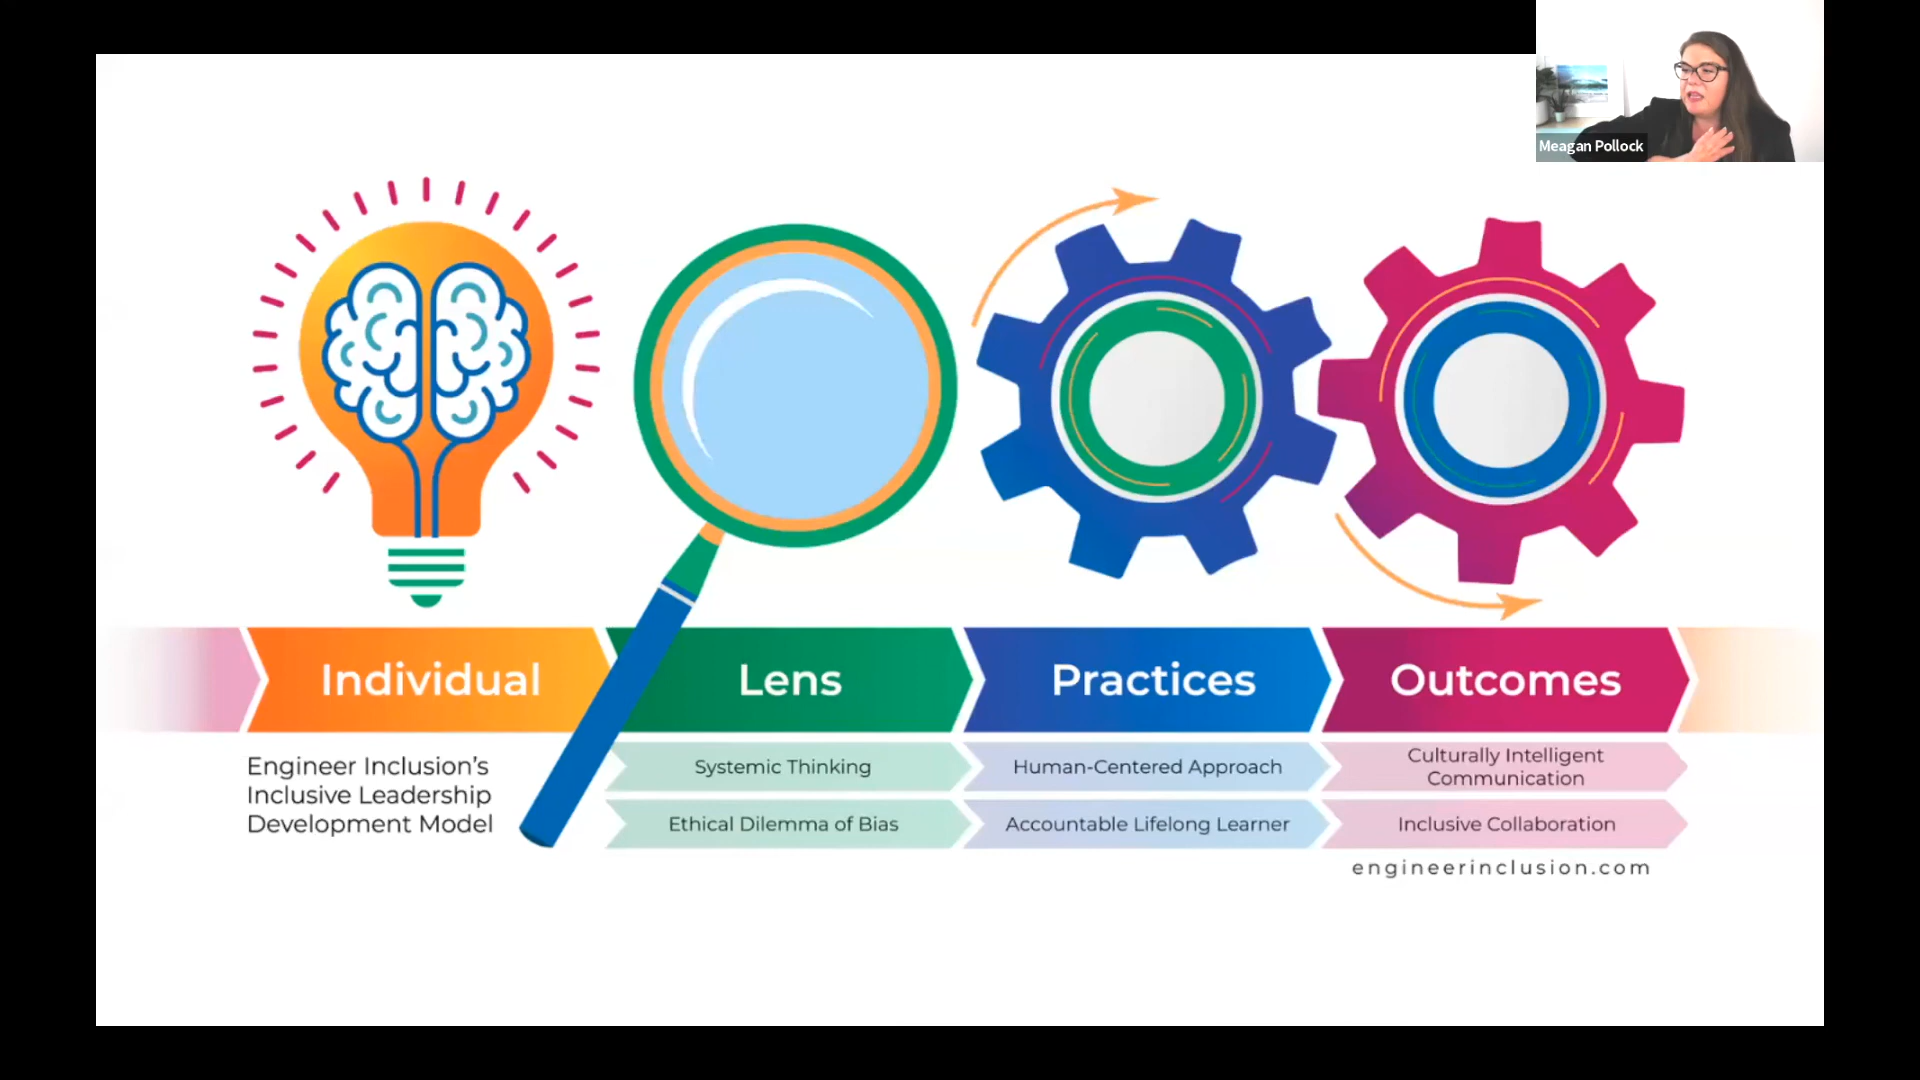 Meagan Pollock
Individual
Lens
Practices
Outcomes
Engineer Inclusion’s
Inclusive Leadership
Development Model
Systemic Thinking
Human-Centered Approach
Culturally Intelligent
Communication
Ethical Dilemma of Bias
Accountable Lifelong Learner
Inclusive Collaboration
engineerinclusion.com